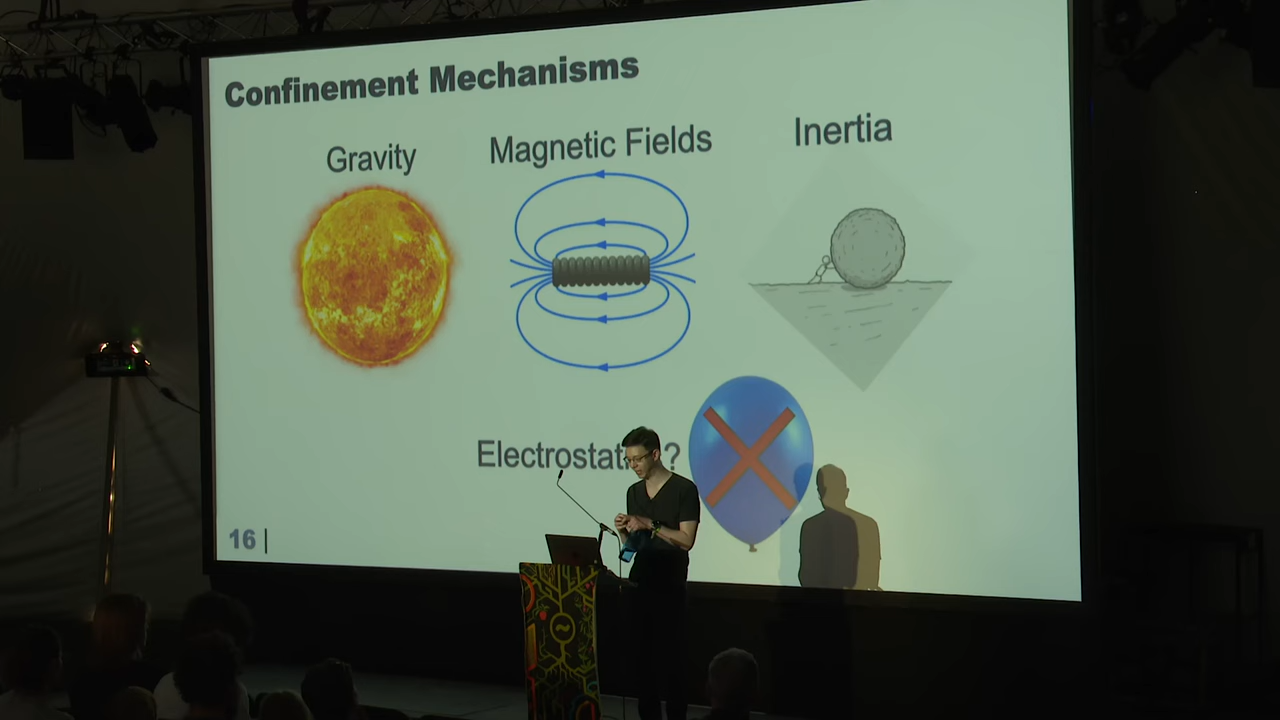 Confinement Mechanisms
Gravity
Magnetic Fields
Inertia
?
16 |